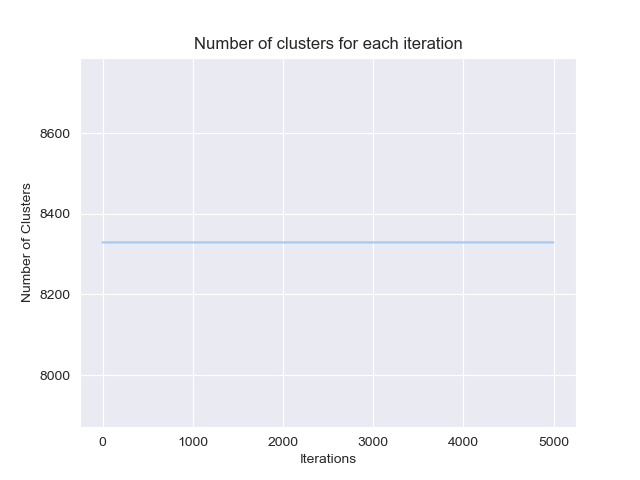 Number of clusters for each iteration
8600
8400
8200
8000
Number of Clusters
0 1000 2000 3000 4000 5000
Iterations